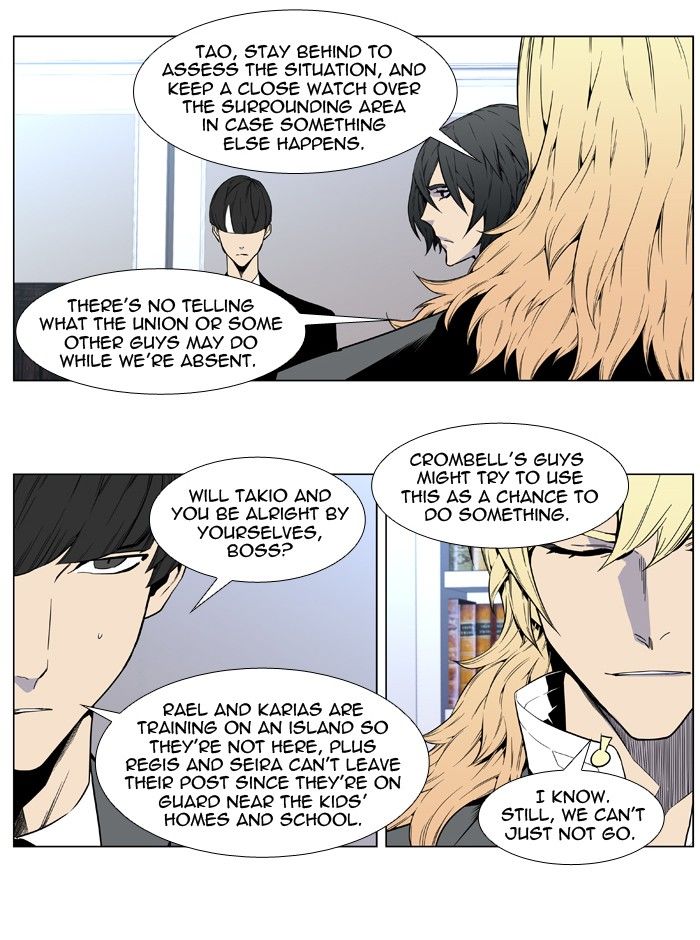 TAO, STAY BEHIND TO
ASSESS THE SITUATION, AND
KEEP A CLOSE WATCH OVER
THE SURROUNDING AREA
IN CASE SOMETHING
ELSE HAPPENS.
THERE'S NO TELLING
WHAT THE UNION OR SOME
OTHER GUYS MAY DO
WHILE WE'RE ABSENT.
WILL TAKIO AND
YOU BE ALRIGHT BY
YOURSELVES,
BOSS?
RAEL AND KARIAS ARE
TRAINING ON AN ISLAND SO
THEY'RE NOT HERE, PLUS
REGIS AND SEIRA CAN'T LEAVE
THEIR POST SINCE THEY'RE ON
GUARD NEAR THE KIDS'
HOMES AND SCHOOL.
CROMBELL'S GUYS
MIGHT TRY TO USE
THIS AS A CHANCE TO
DO SOMETHING.
I KNOW.
STILL, WE CAN'T
JUST NOT GO.